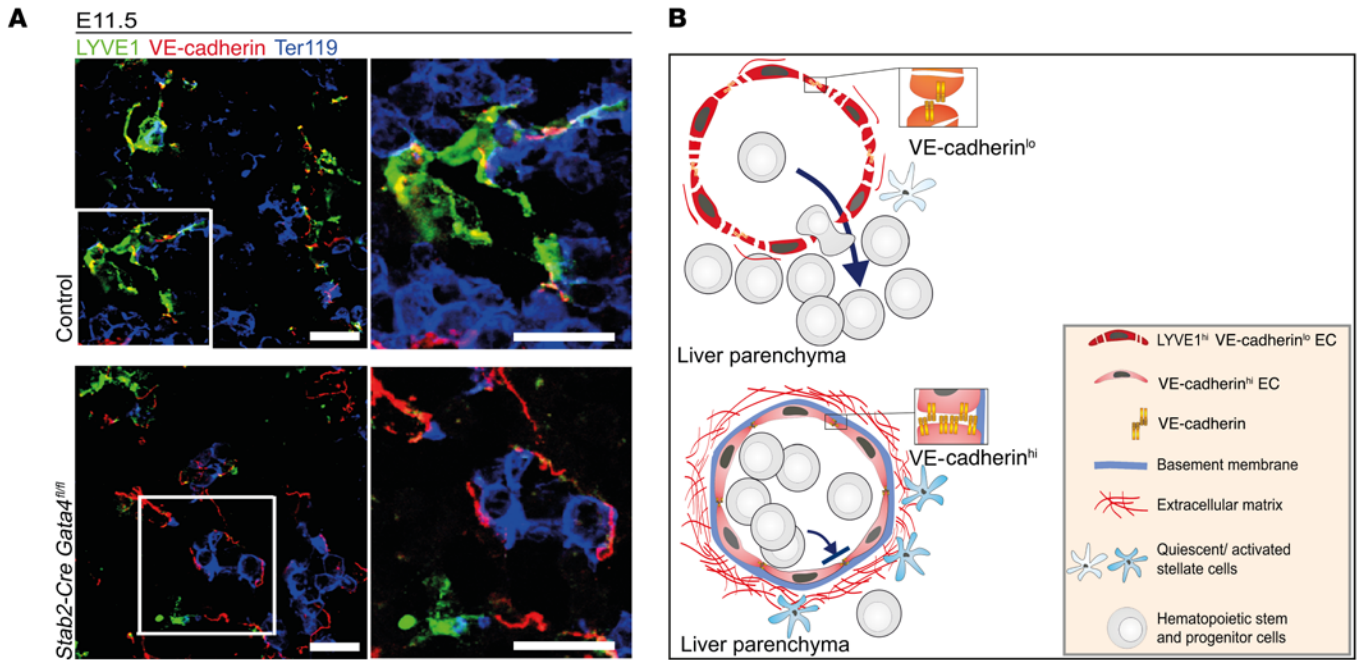 A
E11.5
LYVE1 VE-cadherin Ter119
Control
Stab2-Cre Gata4fl/fl
B
VE-cadherinlo
Liver parenchyma
VE-cadherinhi
Liver parenchyma
LYVE1hi VE-cadherinlo EC
VE-cadherinhi EC
VE-cadherin
Basement membrane
Extracellular matrix
Quiescent/ activated
stellate cells
Hematopoietic stem
and progenitor cells